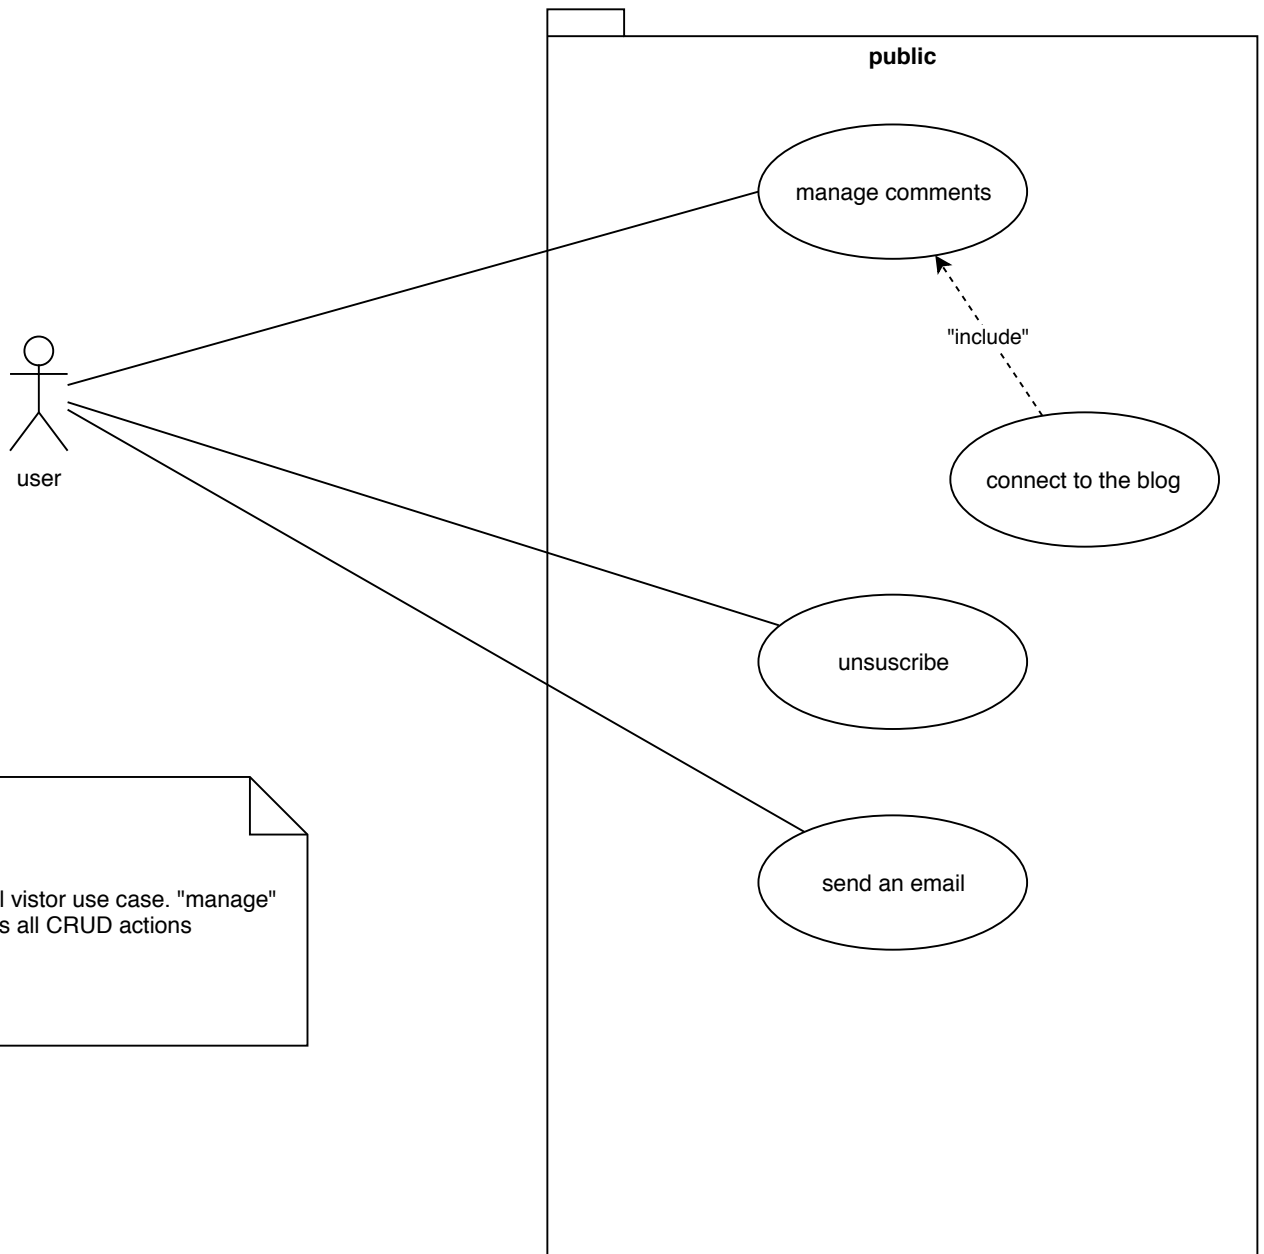 public
manage comments
"include"
user
connect to the blog
unsuscribe
send an email
vistor use case. "manage"
all CRUD actions